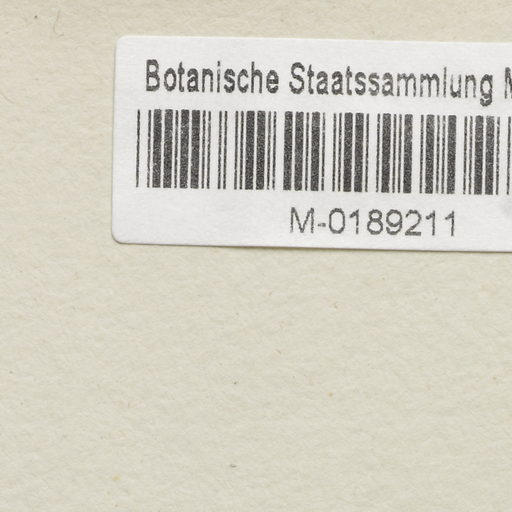 Botanische Staatssammlung M
M-0189211